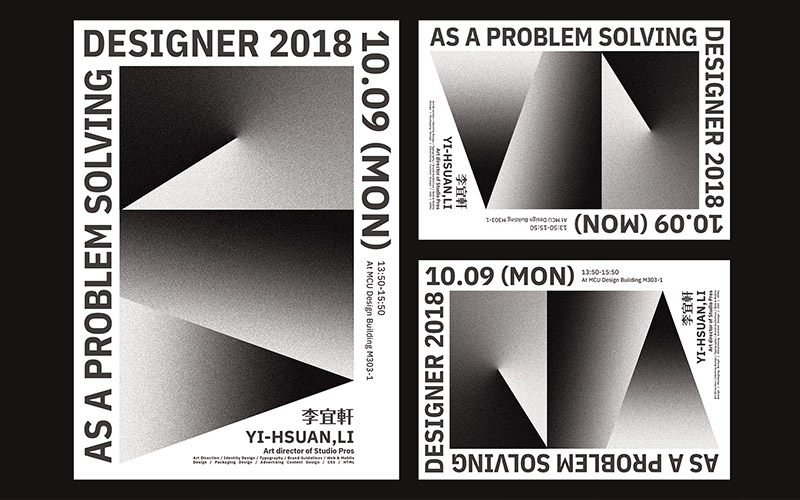 AS A PROBLEM SOLVING
DESIGNER 2018
10.09 (MON)
13:50-15:50
At MCU Design Building M303-1
李宜軒
YI-HSUAN,LI
Art director of Studio Pros
Art Direction / Identity Design / Typography / Brand Guidelines / Web & Mobile
Design / Packaging Design / Advertising Content Design / CSS / HTML
AS A PROBLEM SOLVING
DESIGNER 2018
10.09 (MON)
13:50-15:50
At MCU Design Building M303-1
李宜軒
YI-HSUAN,LI
Art director of Studio Pros
10.09 (MON)
13:50-15:50
At MCU Design Building M303-1
李宜軒
YI-HSUAN,LI
Art director of Studio Pros
AS A PROBLEM SOLVING
DESIGNER 2018